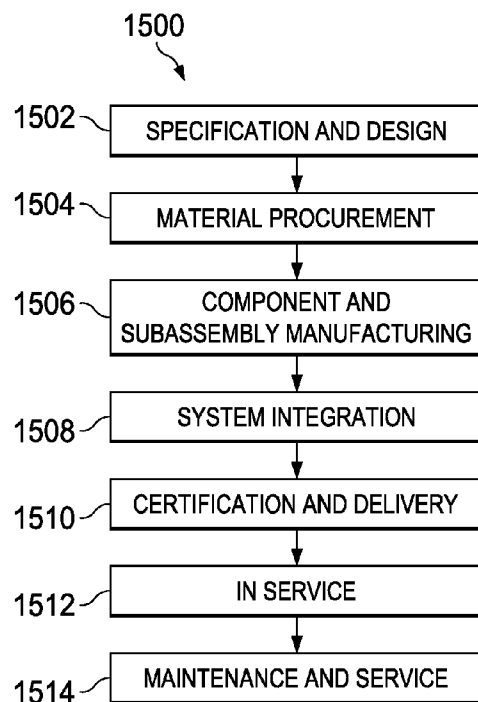 1500
1502 SPECIFICATION AND DESIGN
1504 MATERIAL PROCUREMENT
1506 COMPONENT AND
SUBASSEMBLY MANUFACTURING
1508 SYSTEM INTEGRATION
1510 CERTIFICATION AND DELIVERY
1512 IN SERVICE
1514 MAINTENANCE AND SERVICE